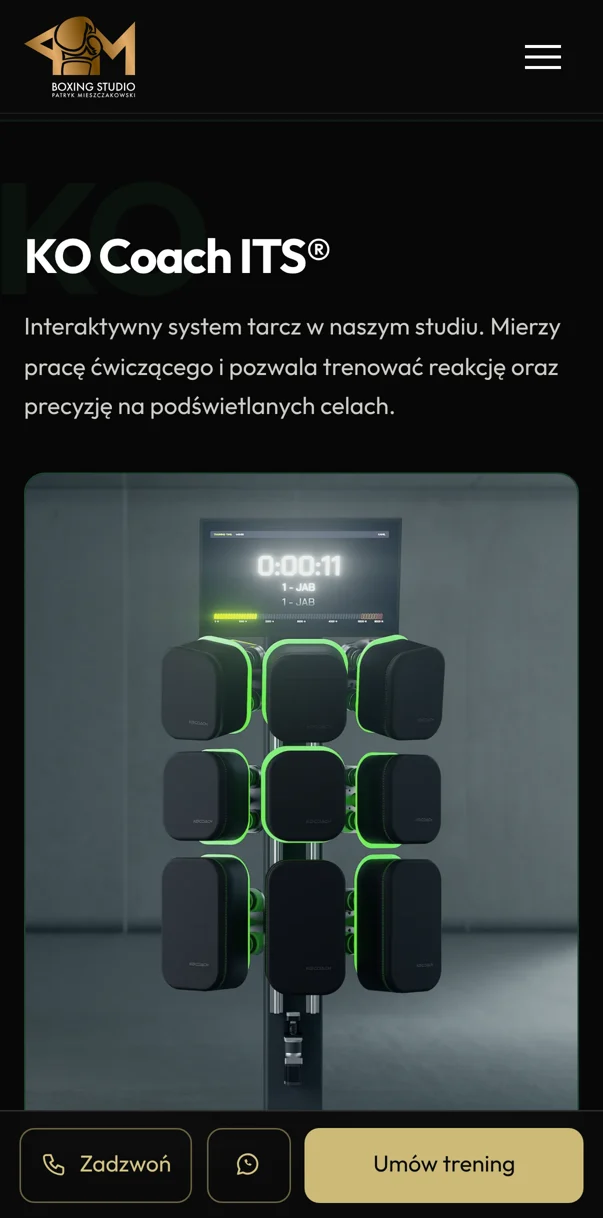 PM
BOXING STUDIO
PATRYK MIESZCZAKOWSKI
KO
KO Coach ITS®
Interaktywny system tarcz w naszym studiu. Mierzy
pracę ćwiczącego i pozwala trenować reakcję oraz
precyzję na podświetlanych celach.
0:00:11
1 - JAB
1 - JAB
Zadzwoń
Umów trening